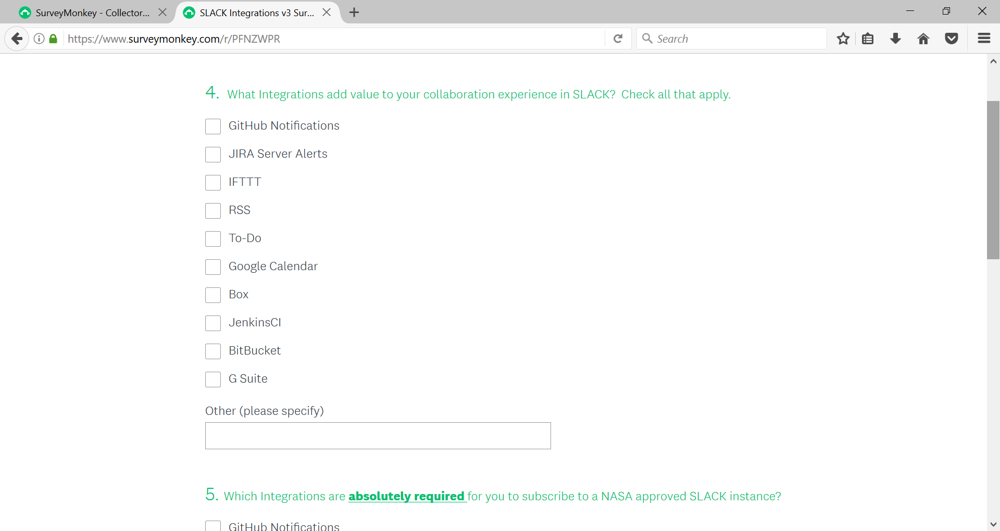 SurveyMonkey - Collector...
SLACK Integrations v3 Sur...
https://www.surveymonkey.com/r/PFNZWPR
Search
4. What Integrations add value to your collaboration experience in SLACK? Check all that apply.
GitHub Notifications
JIRA Server Alerts
IFTTT
RSS
To-Do
Google Calendar
Box
JenkinsCI
BitBucket
G Suite
Other (please specify)
5. Which Integrations are absolutely required for you to subscribe to a NASA approved SLACK instance?
GitHub Notifications